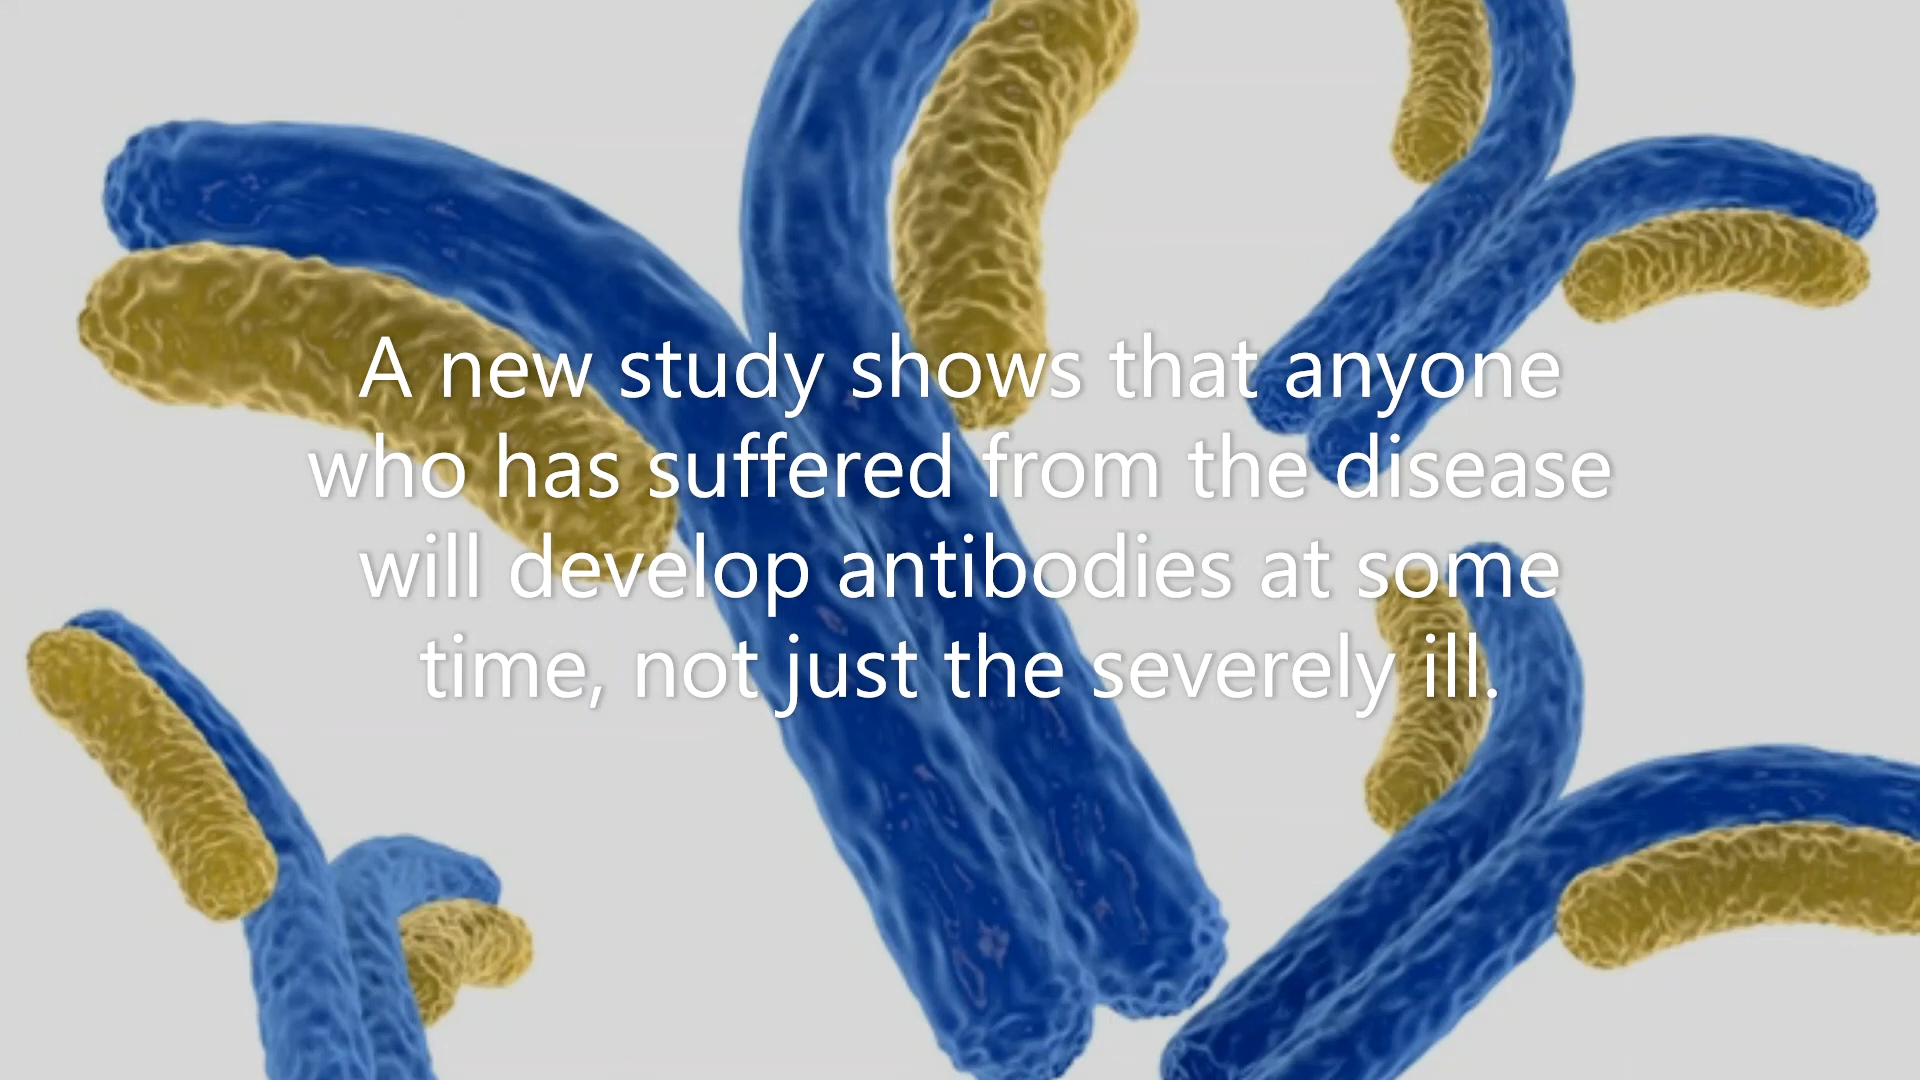 A new study shows that anyone
who has suffered from the disease
will develop antibodies at some
time, not just the severely ill.